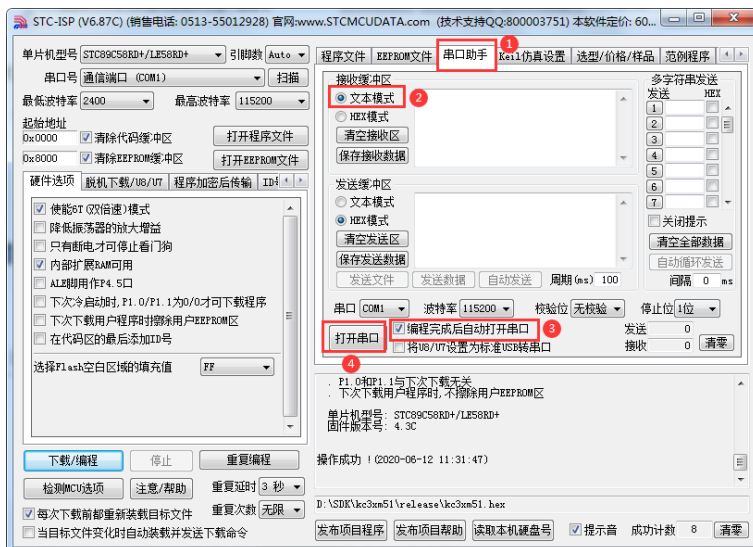 STC-ISP (V6.87C) (销售电话: 0513-55012928) 官网:www.STCMCUDATA.com (技术支持QQ:800003751) 本软件定价: 60...
单片机型号 STC89C58RD+/LE58RD+ 引脚数 Auto
串口号 通信端口 (COM1) 扫描
最低波特率 2400 最高波特率 115200
起始地址
0x0000 清除代码缓冲区 打开程序文件
0x8000 清除EEPROM缓冲区 打开EEPROM文件
硬件选项 脱机下载/U8/U7 程序加密后传输
使能6T(双倍速)模式
降低振荡器的放大增益
只有断电才可停止看门狗
内部扩展RAM可用
ALE脚用作P4.5口
下次冷启动时,P1.0/P1.1为0/0才可下载程序
下次下载用户程序时擦除用户EEPROM区
在代码区的最后添加ID号
选择Flash空白区域的填充值 FF
下载/编程 停止 重复编程
检测MCU选项 注意/帮助 重复延时 3 秒
每次下载前都重新装载目标文件 重复次数 无限
当目标文件变化时自动装载并发送下载命令
1
程序文件 EEPROM文件 串口助手 Keil仿真设置 选型/价格/样品 范例程序
接收缓冲区
文本模式 2
HEX模式
清空接收区
保存接收数据
发送缓冲区
文本模式
HEX模式
清空发送区
保存发送数据
发送文件 发送数据 自动发送 周期(ms) 100
多字符串发送
发送 HEX
1
2
3
4
5
6
7
关闭提示
清空全部数据
自动循环发送
间隔 0 ms
串口 COM1 波特率 115200 校验位 无校验 停止位 1位
打开串口 编程完成后自动打开串口 3 发送 0
将U8/U7设置为标准USB转串口 接收 0 清零
4
. P1.0和P1.1与下次下载无关
. 下次下载用户程序时,不擦除用户EEPROM区
单片机型号: STC89C58RD+/LE58RD+
固件版本号: 4.3C
操作成功 !(2020-06-12 11:31:47)
D:\SDK\kc3xm51\release\kc3xm51.hex
发布项目程序 发布项目帮助 读取本机硬盘号 提示音 成功计数 8 清零